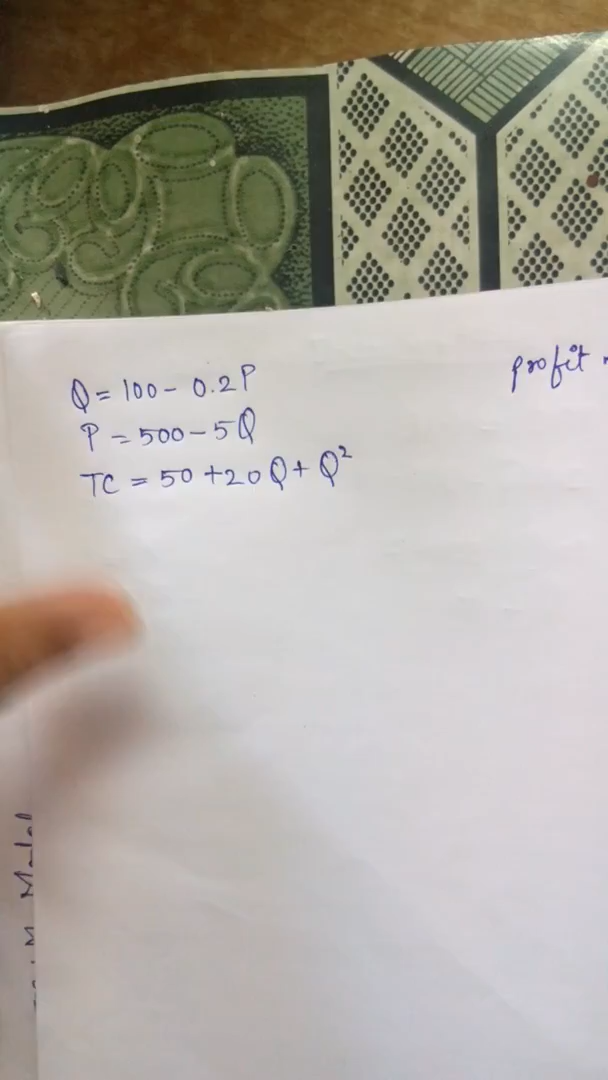 Q = 100 - 0.2P
P = 500 - 5Q
TC = 50 + 20Q + Q²
profit